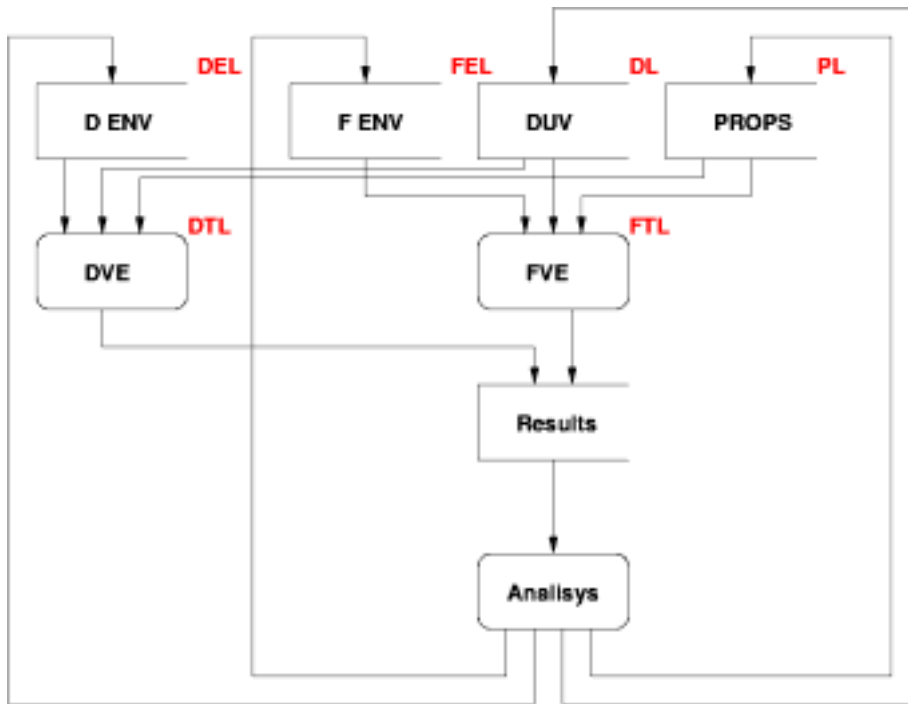 DEL
FEL
DL
PL
D ENV
F ENV
DUV
PROPS
DTL
FTL
DVE
FVE
Results
Analisys